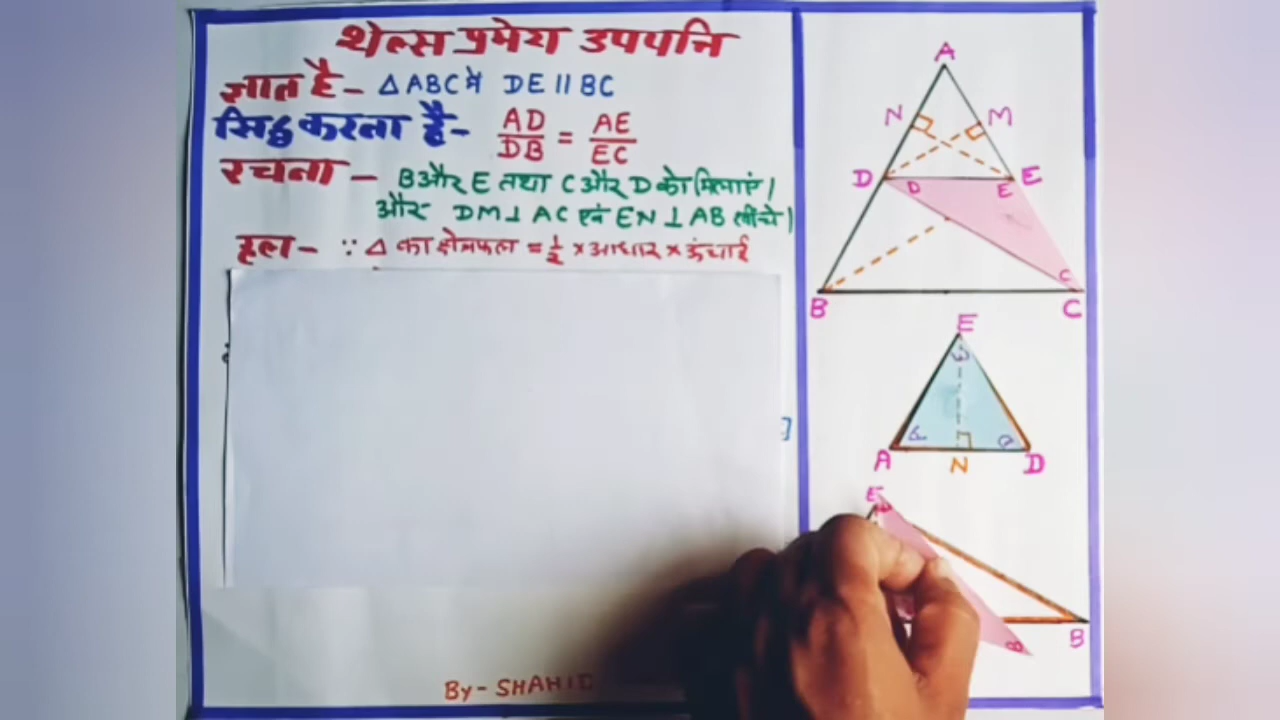 थेल्स प्रमेय उपपत्ति
ज्ञात है - △ ABC में DE || BC
सिद्ध करना है - AD/DB = AE/EC
रचना - B और E तथा C और D को मिलाएं।
और DM ⊥ AC एवं EN ⊥ AB खींचे।
हल - ∵ △ का क्षेत्रफल = 1/2 × आधार × ऊंचाई
By - SHAHID
A
N M
D D E E
C
B C
E
A N D
E
B
B